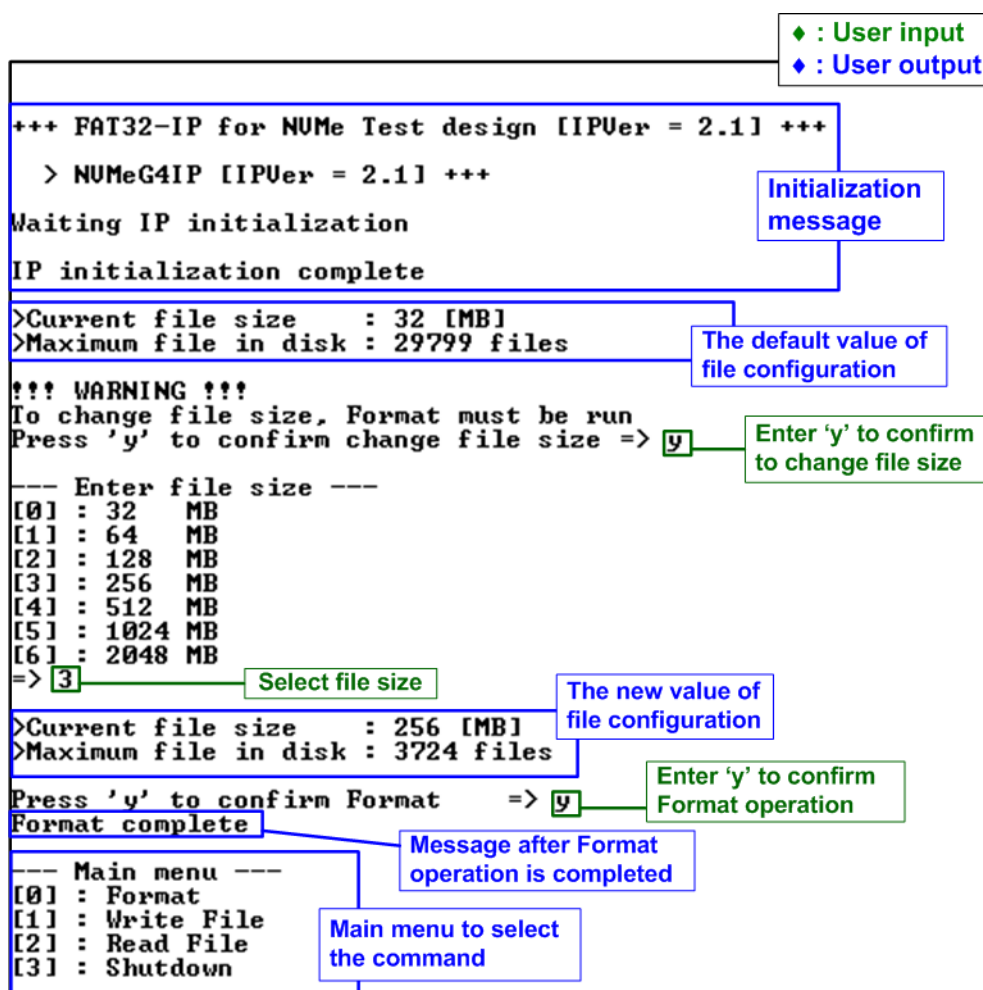 ♦ : User input
♦ : User output
+++ FAT32-IP for NVMe Test design [IPVer = 2.1] +++
> NVMeG4IP [IPVer = 2.1] +++
Initialization
message
Waiting IP initialization
IP initialization complete
>Current file size : 32 [MB]
>Maximum file in disk : 29799 files
The default value of
file configuration
!!! WARNING !!!
To change file size, Format must be run
Press 'y' to confirm change file size => y
Enter ‘y’ to confirm
to change file size
--- Enter file size ---
[0] : 32 MB
[1] : 64 MB
[2] : 128 MB
[3] : 256 MB
[4] : 512 MB
[5] : 1024 MB
[6] : 2048 MB
=> 3
Select file size
The new value of
file configuration
>Current file size : 256 [MB]
>Maximum file in disk : 3724 files
Enter ‘y’ to confirm
Format operation
Press 'y' to confirm Format => y
Format complete
Message after Format
operation is completed
--- Main menu ---
[0] : Format
[1] : Write File
[2] : Read File
[3] : Shutdown
Main menu to select
the command